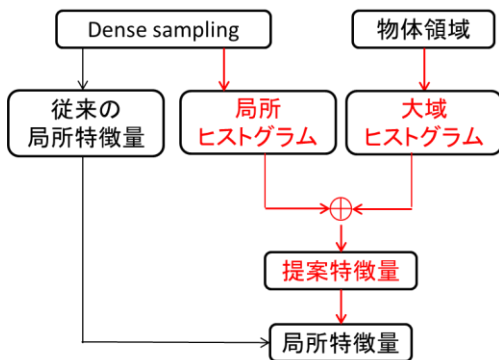 Dense sampling
物体領域
従来の
局所特徴量
局所
ヒストグラム
大域
ヒストグラム
提案特徴量
局所特徴量